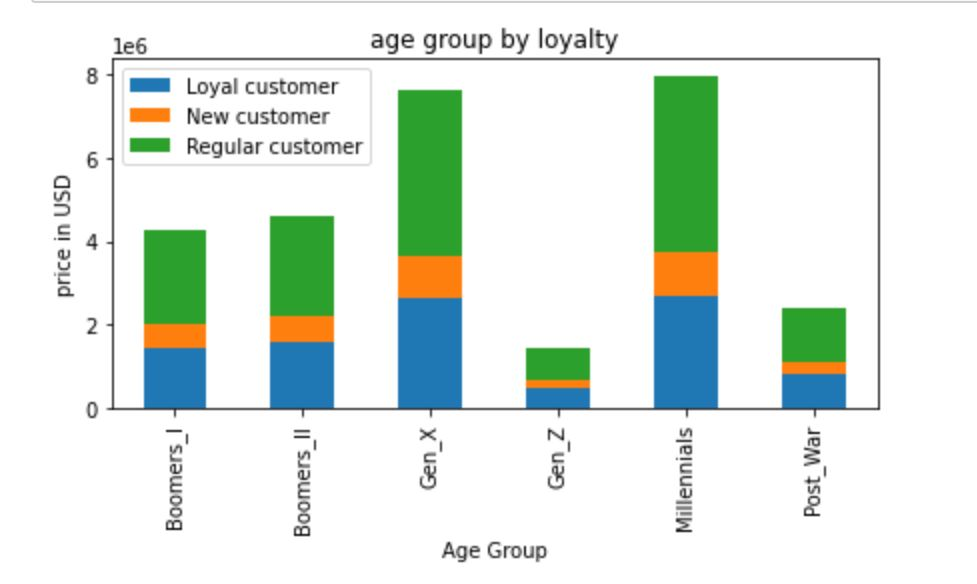 age group by loyalty
1e6
8
6
4
2
0
price in USD
Loyal customer
New customer
Regular customer
Boomers_I
Boomers_II
Gen_X
Gen_Z
Millennials
Post_War
Age Group